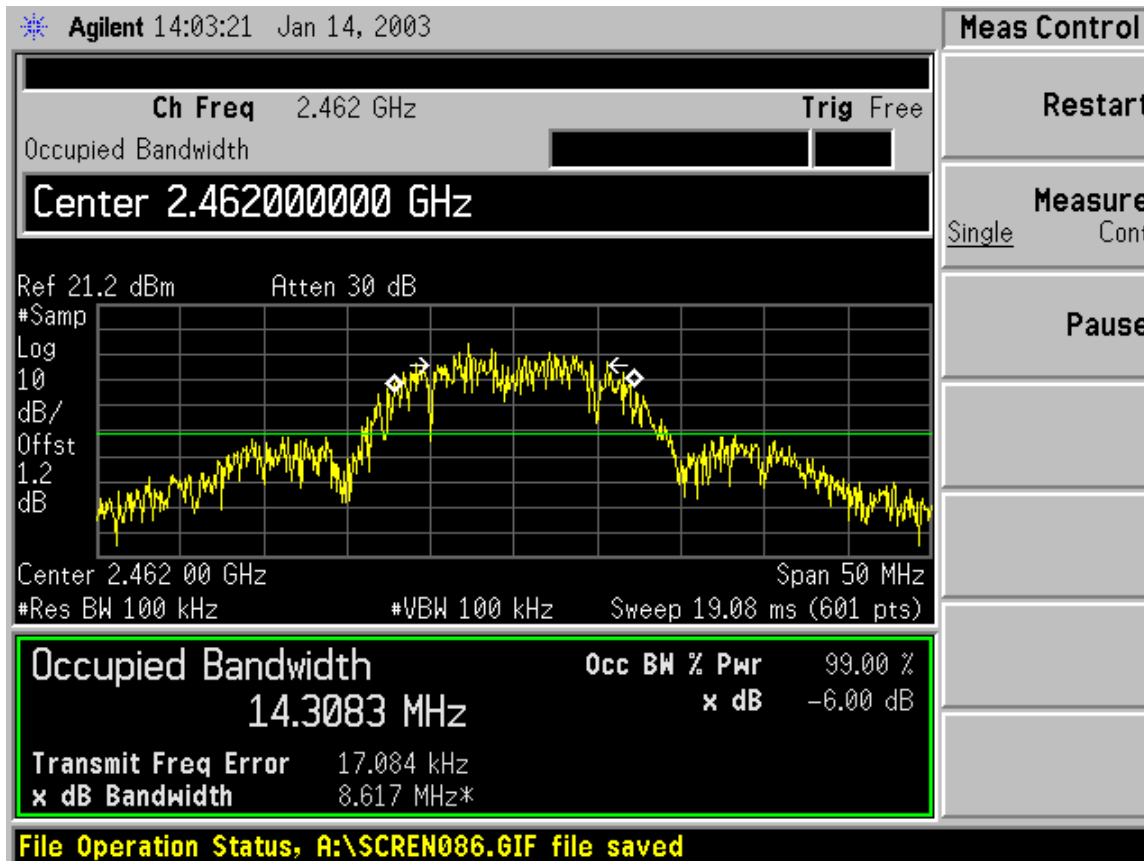 Agilent 14:03:21 Jan 14, 2003
Meas Control
Ch Freq 2.462 GHz Trig Free
Occupied Bandwidth
Center 2.462000000 GHz
Restart
Measure
Single Cont
Pause
Ref 21.2 dBm Atten 30 dB
#Samp
Log
10
dB/
Offst
1.2
dB
Center 2.462 00 GHz Span 50 MHz
#Res BW 100 kHz #VBW 100 kHz Sweep 19.08 ms (601 pts)
Occupied Bandwidth
14.3083 MHz
Occ BW % Pwr 99.00 %
x dB -6.00 dB
Transmit Freq Error 17.084 kHz
x dB Bandwidth 8.617 MHz*
File Operation Status, A:\SCREN086.GIF file saved